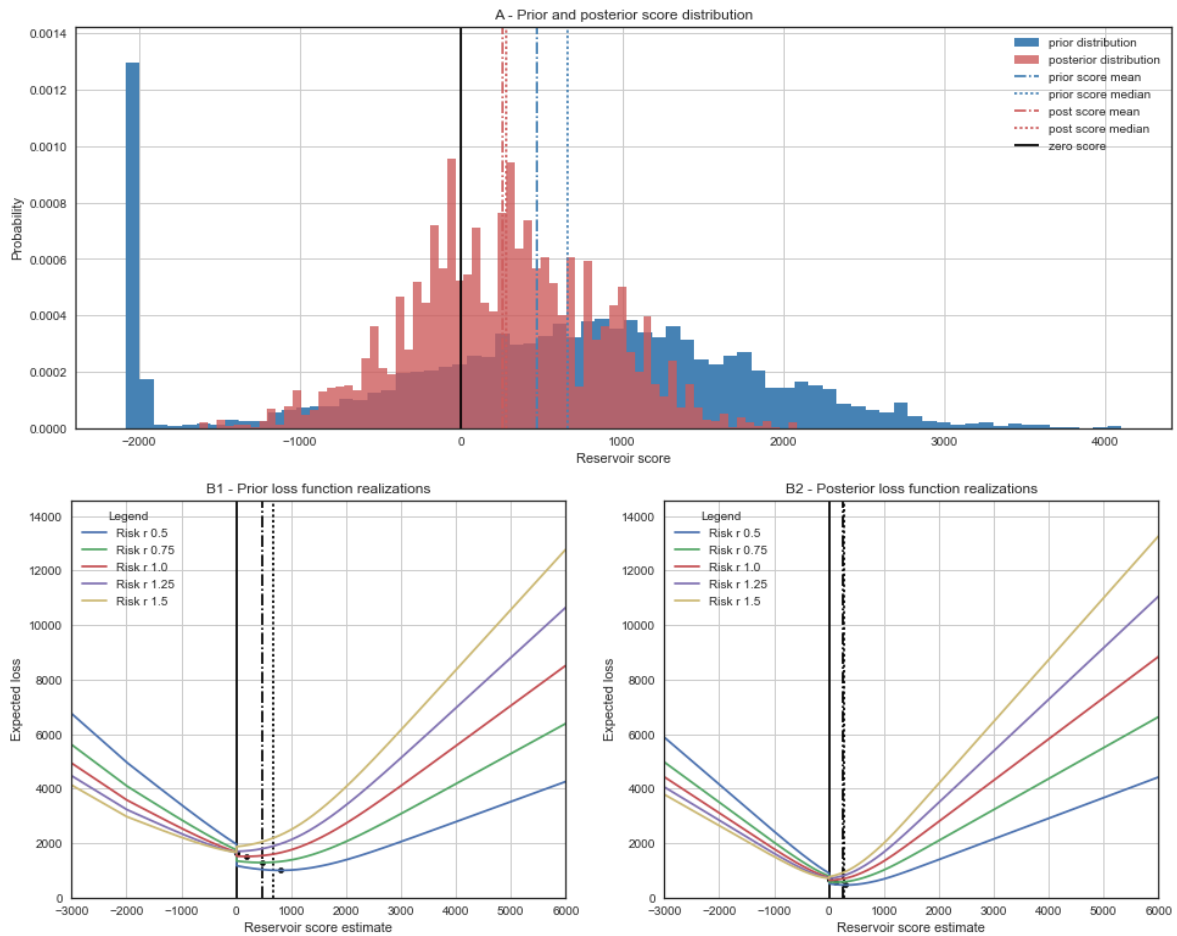 A - Prior and posterior score distribution
0.0014
0.0012
0.0010
0.0008
0.0006
0.0004
0.0002
0.0000
Probability
prior distribution
posterior distribution
prior score mean
prior score median
post score mean
post score median
zero score
−2000 −1000 0 1000 2000 3000 4000
Reservoir score
B1 - Prior loss function realizations
14000
12000
10000
8000
6000
4000
2000
0
Expected loss
Legend
Risk r 0.5
Risk r 0.75
Risk r 1.0
Risk r 1.25
Risk r 1.5
−3000 −2000 −1000 0 1000 2000 3000 4000 5000 6000
Reservoir score estimate
B2 - Posterior loss function realizations
14000
12000
10000
8000
6000
4000
2000
0
Expected loss
Legend
Risk r 0.5
Risk r 0.75
Risk r 1.0
Risk r 1.25
Risk r 1.5
−3000 −2000 −1000 0 1000 2000 3000 4000 5000 6000
Reservoir score estimate